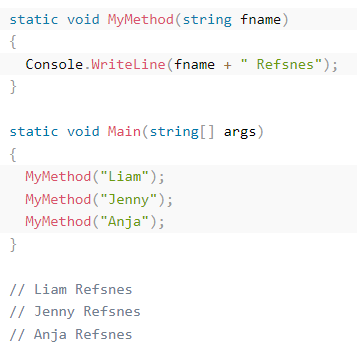 static void MyMethod(string fname)
{
  Console.WriteLine(fname + " Refsnes");
}

static void Main(string[] args)
{
  MyMethod("Liam");
  MyMethod("Jenny");
  MyMethod("Anja");
}

// Liam Refsnes
// Jenny Refsnes
// Anja Refsnes